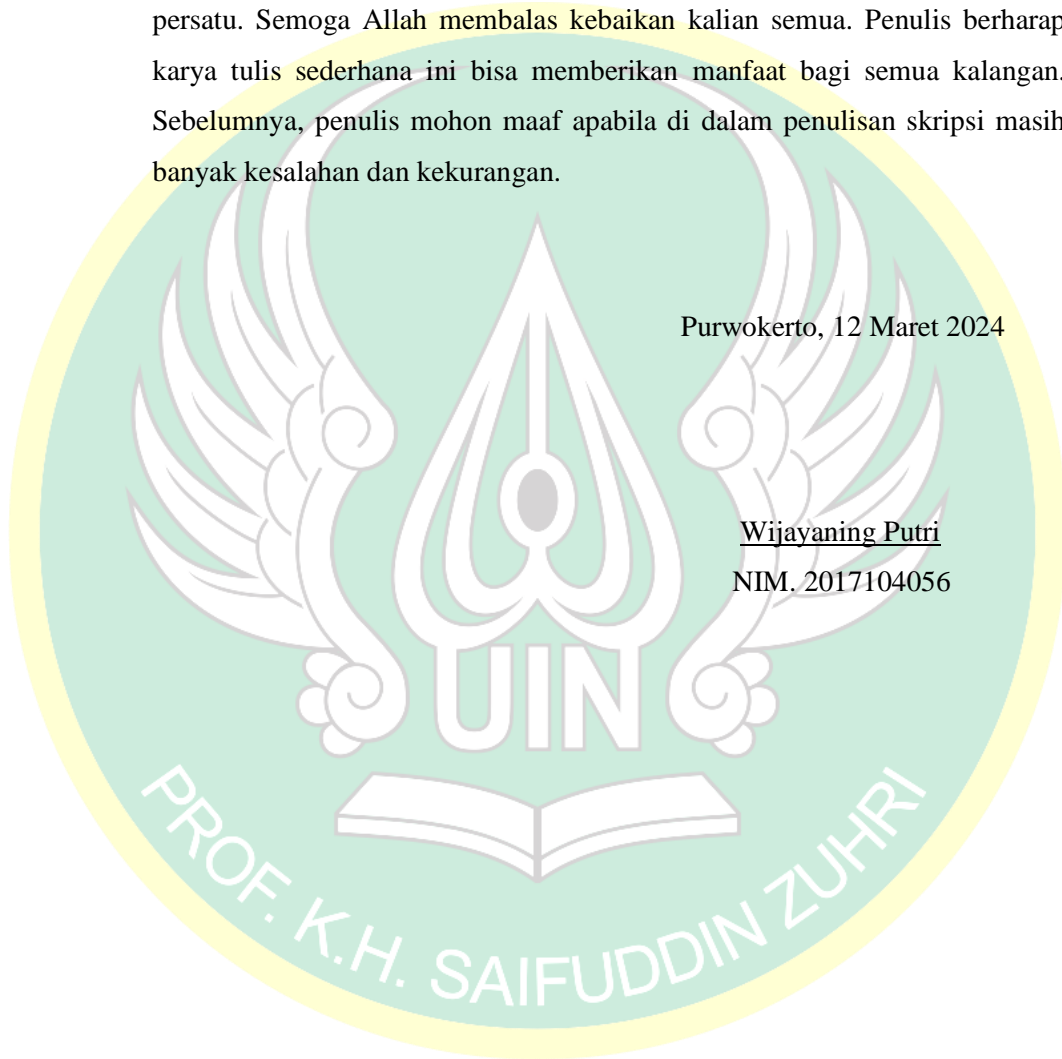 persatu. Semoga Allah membalas kebaikan kalian semua. Penulis berharap
karya tulis sederhana ini bisa memberikan manfaat bagi semua kalangan.
Sebelumnya, penulis mohon maaf apabila di dalam penulisan skripsi masih
banyak kesalahan dan kekurangan.
Purwokerto, 12 Maret 2024
Wijayaning Putri
NIM. 2017104056
UIN
PROF. K.H. SAIFUDDIN ZUHRI